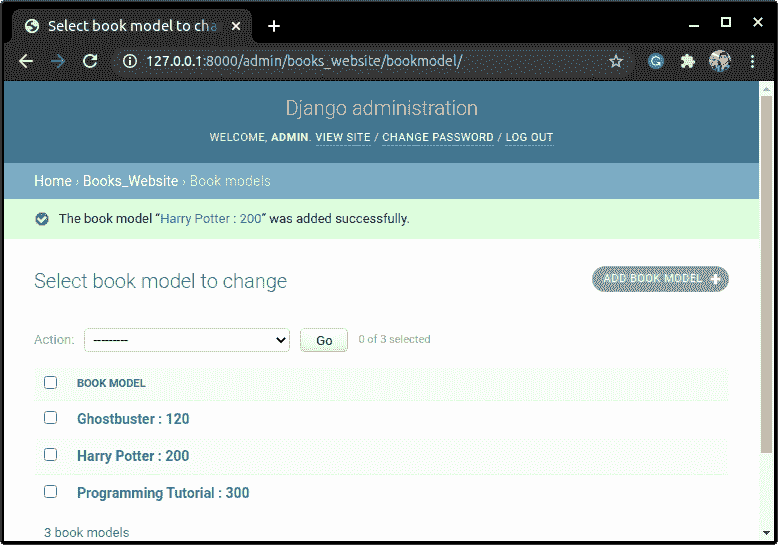 Select book model to cha
127.0.0.1:8000/admin/books_website/bookmodel/
Django administration
WELCOME, ADMIN. VIEW SITE / CHANGE PASSWORD / LOG OUT
Home › Books_Website › Book models
The book model “Harry Potter : 200” was added successfully.
Select book model to change
ADD BOOK MODEL +
Action: --------- Go 0 of 3 selected
BOOK MODEL
Ghostbuster : 120
Harry Potter : 200
Programming Tutorial : 300
3 book models